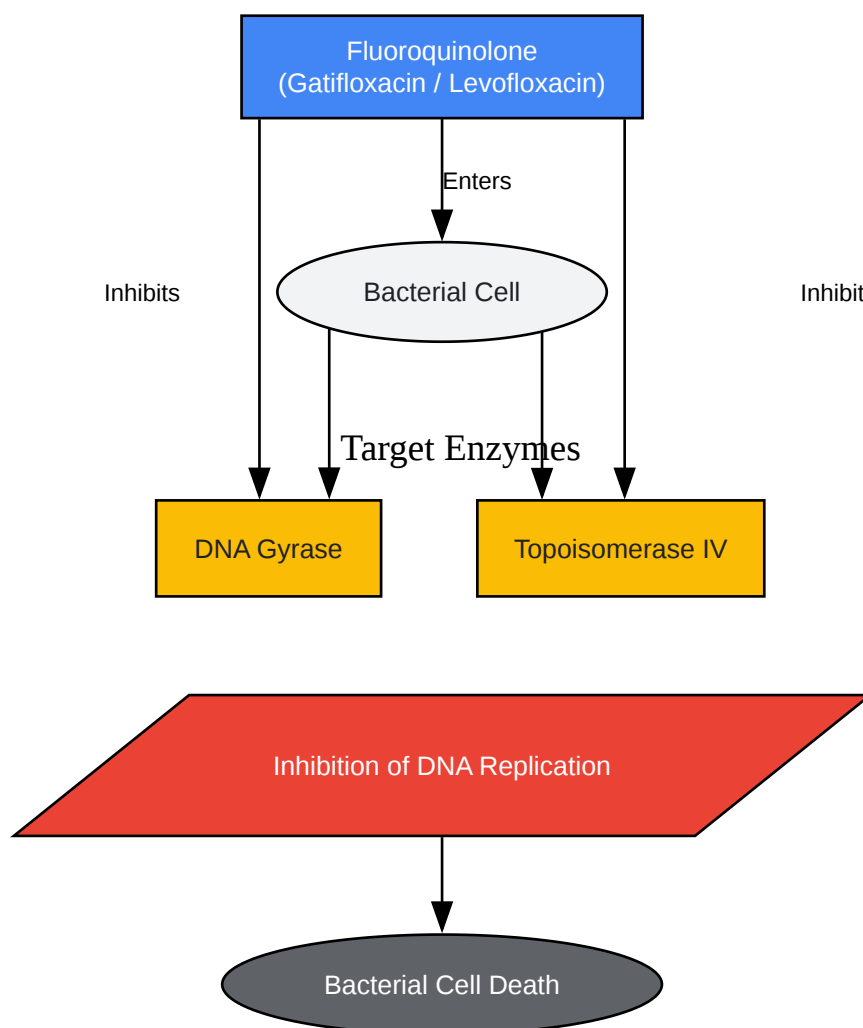 Fluoroquinolone
(Gatifloxacin / Levofloxacin)
Enters
Inhibits
Bacterial Cell
Inhibit
Target Enzymes
DNA Gyrase
Topoisomerase IV
Inhibition of DNA Replication
Bacterial Cell Death